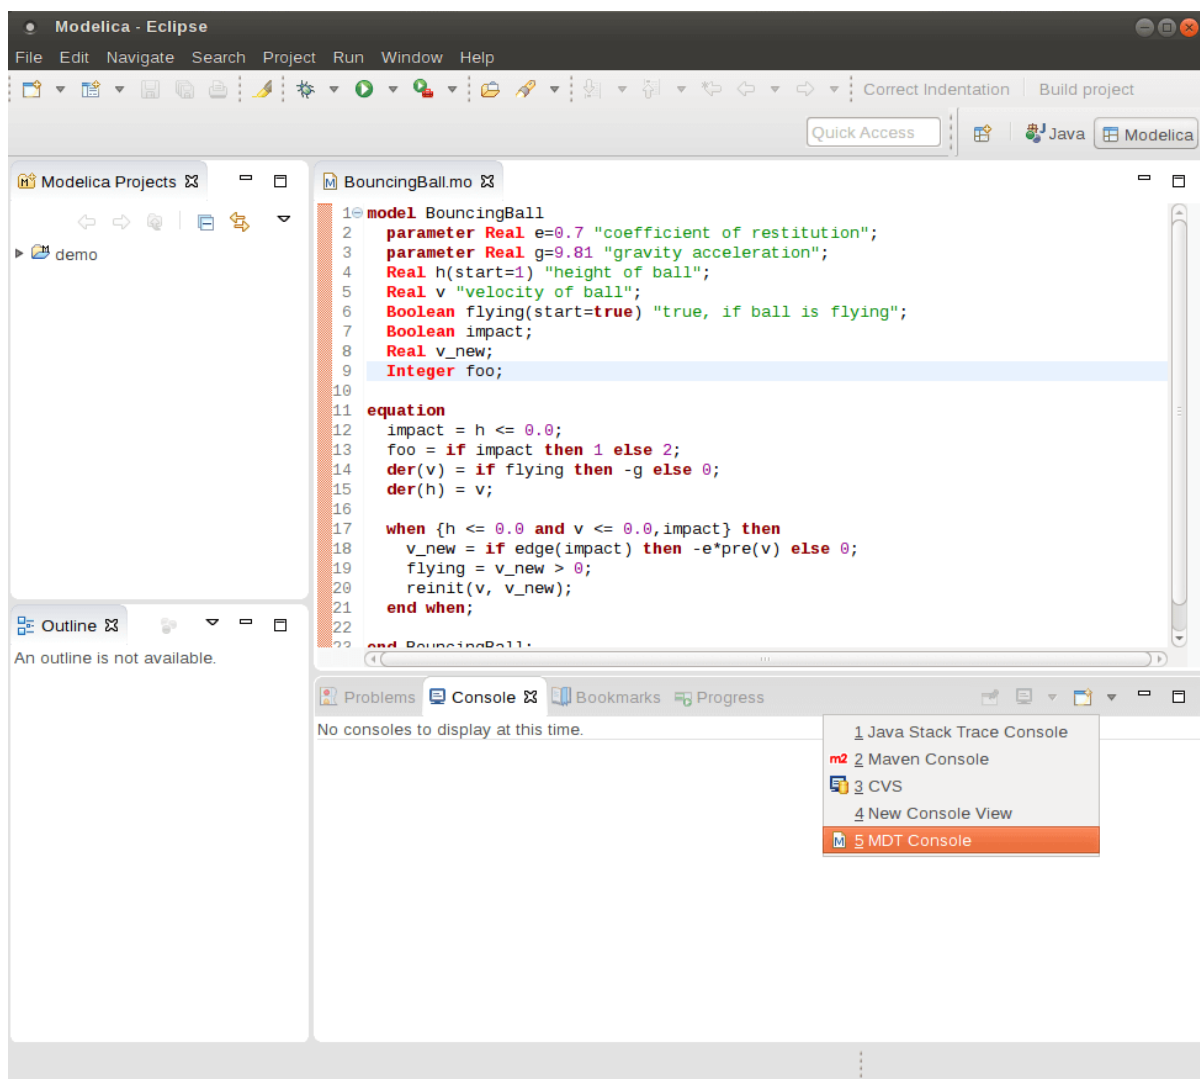 Modelica - Eclipse
File Edit Navigate Search Project Run Window Help
Correct Indentation Build project
Quick Access Java Modelica
Modelica Projects
demo
BouncingBall.mo
1 model BouncingBall
2 parameter Real e=0.7 "coefficient of restitution";
3 parameter Real g=9.81 "gravity acceleration";
4 Real h(start=1) "height of ball";
5 Real v "velocity of ball";
6 Boolean flying(start=true) "true, if ball is flying";
7 Boolean impact;
8 Real v_new;
9 Integer foo;
10
11 equation
12 impact = h <= 0.0;
13 foo = if impact then 1 else 2;
14 der(v) = if flying then -g else 0;
15 der(h) = v;
16
17 when {h <= 0.0 and v <= 0.0,impact} then
18 v_new = if edge(impact) then -e*pre(v) else 0;
19 flying = v_new > 0;
20 reinit(v, v_new);
21 end when;
22
23 end BouncingBall;
Outline
An outline is not available.
Problems Console Bookmarks Progress
No consoles to display at this time.
1 Java Stack Trace Console
m2 2 Maven Console
3 CVS
4 New Console View
M 5 MDT Console